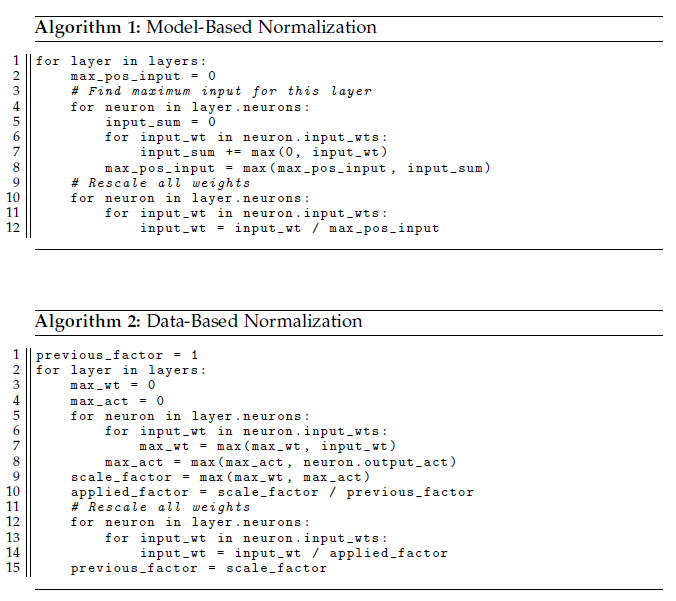 Algorithm 1: Model-Based Normalization
1 for layer in layers:
2     max_pos_input = 0
3     # Find maximum input for this layer
4     for neuron in layer.neurons:
5         input_sum = 0
6         for input_wt in neuron.input_wts:
7             input_sum += max(0, input_wt)
8         max_pos_input = max(max_pos_input, input_sum)
9     # Rescale all weights
10     for neuron in layer.neurons:
11         for input_wt in neuron.input_wts:
12             input_wt = input_wt / max_pos_input
Algorithm 2: Data-Based Normalization
1 previous_factor = 1
2 for layer in layers:
3     max_wt = 0
4     max_act = 0
5     for neuron in layer.neurons:
6         for input_wt in neuron.input_wts:
7             max_wt = max(max_wt, input_wt)
8         max_act = max(max_act, neuron.output_act)
9     scale_factor = max(max_wt, max_act)
10     applied_factor = scale_factor / previous_factor
11     # Rescale all weights
12     for neuron in layer.neurons:
13         for input_wt in neuron.input_wts:
14             input_wt = input_wt / applied_factor
15     previous_factor = scale_factor